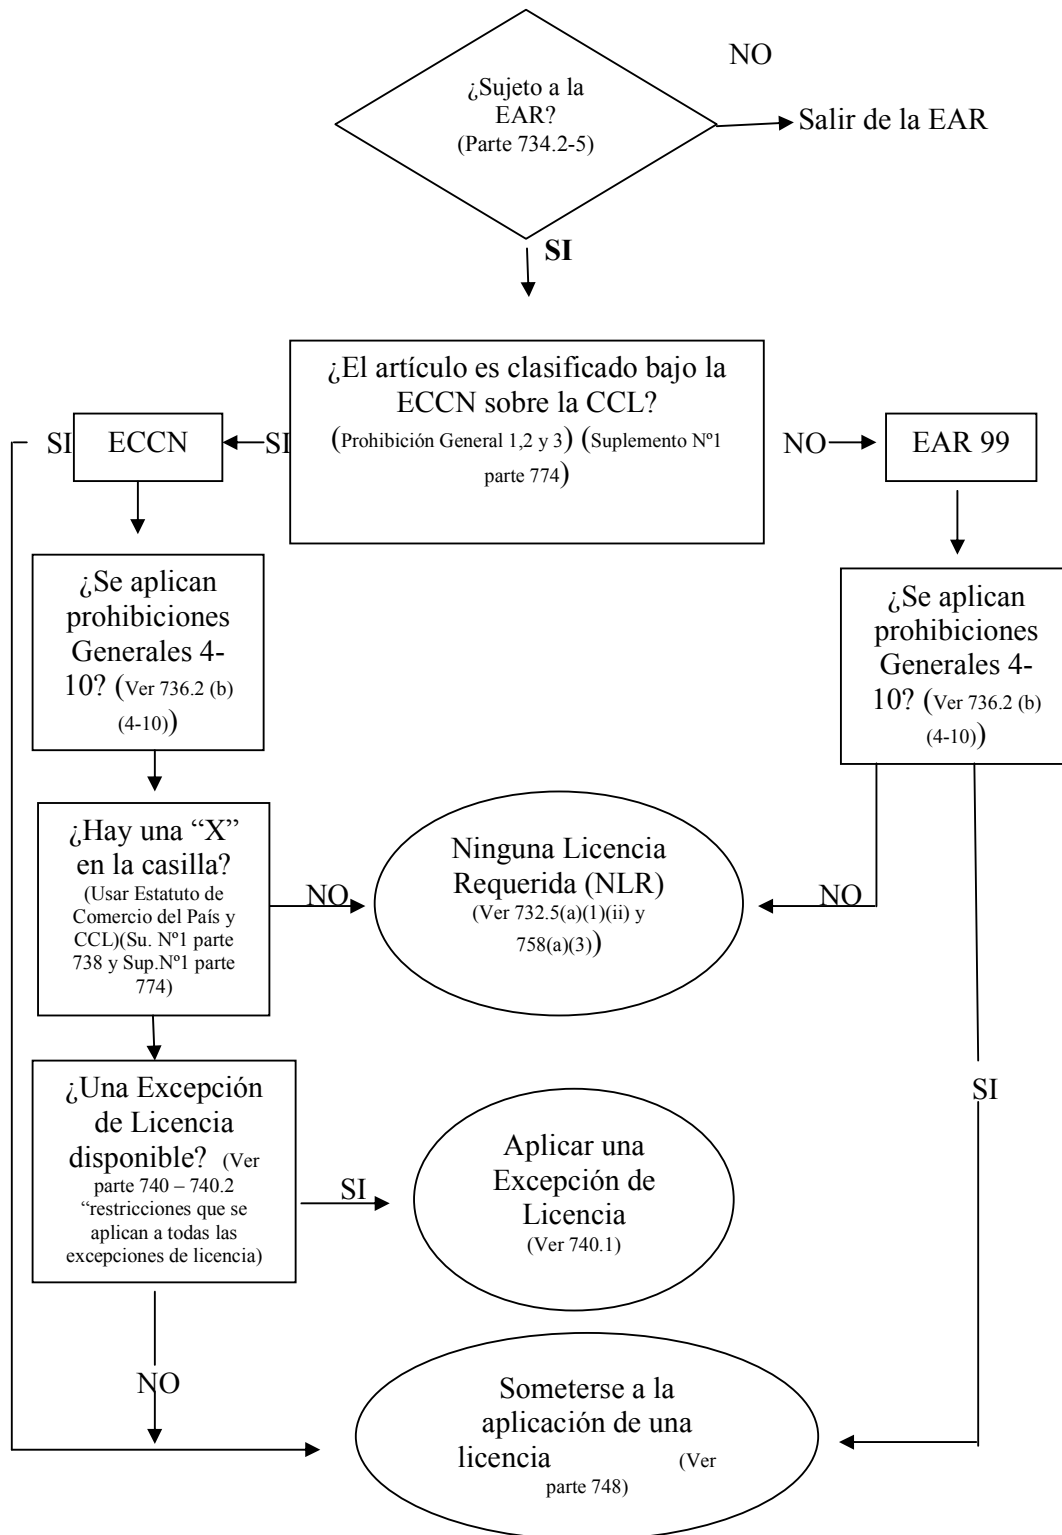 NO
¿Sujeto a la
EAR?
(Parte 734.2-5)
Salir de la EAR
SI
¿El artículo es clasificado bajo la
ECCN sobre la CCL?
(Prohibición General 1,2 y 3) (Suplemento Nº1
parte 774)
SI
ECCN
SI
NO
EAR 99
¿Se aplican
prohibiciones
Generales 4-
10? (Ver 736.2 (b)
(4-10))
¿Se aplican
prohibiciones
Generales 4-
10? (Ver 736.2 (b)
(4-10))
¿Hay una “X”
en la casilla?
(Usar Estatuto de
Comercio del País y
CCL)(Su. Nº1 parte
738 y Sup.Nº1 parte
774)
NO
Ninguna Licencia
Requerida (NLR)
(Ver 732.5(a)(1)(ii) y
758(a)(3))
NO
¿Una Excepción
de Licencia
disponible? (Ver
parte 740 – 740.2
“restricciones que se
aplican a todas las
excepciones de licencia)
SI
Aplicar una
Excepción de
Licencia
(Ver 740.1)
SI
NO
Someterse a la
aplicación de una
licencia (Ver
parte 748)